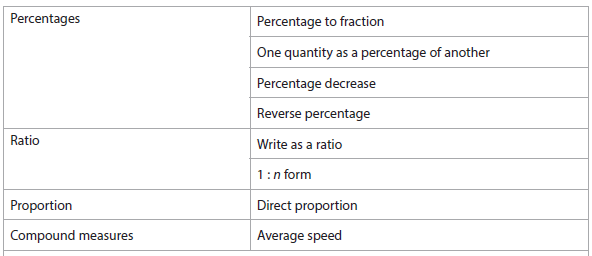 Percentages
Percentage to fraction
One quantity as a percentage of another
Percentage decrease
Reverse percentage
Ratio
Write as a ratio
1 : n form
Proportion
Direct proportion
Compound measures
Average speed